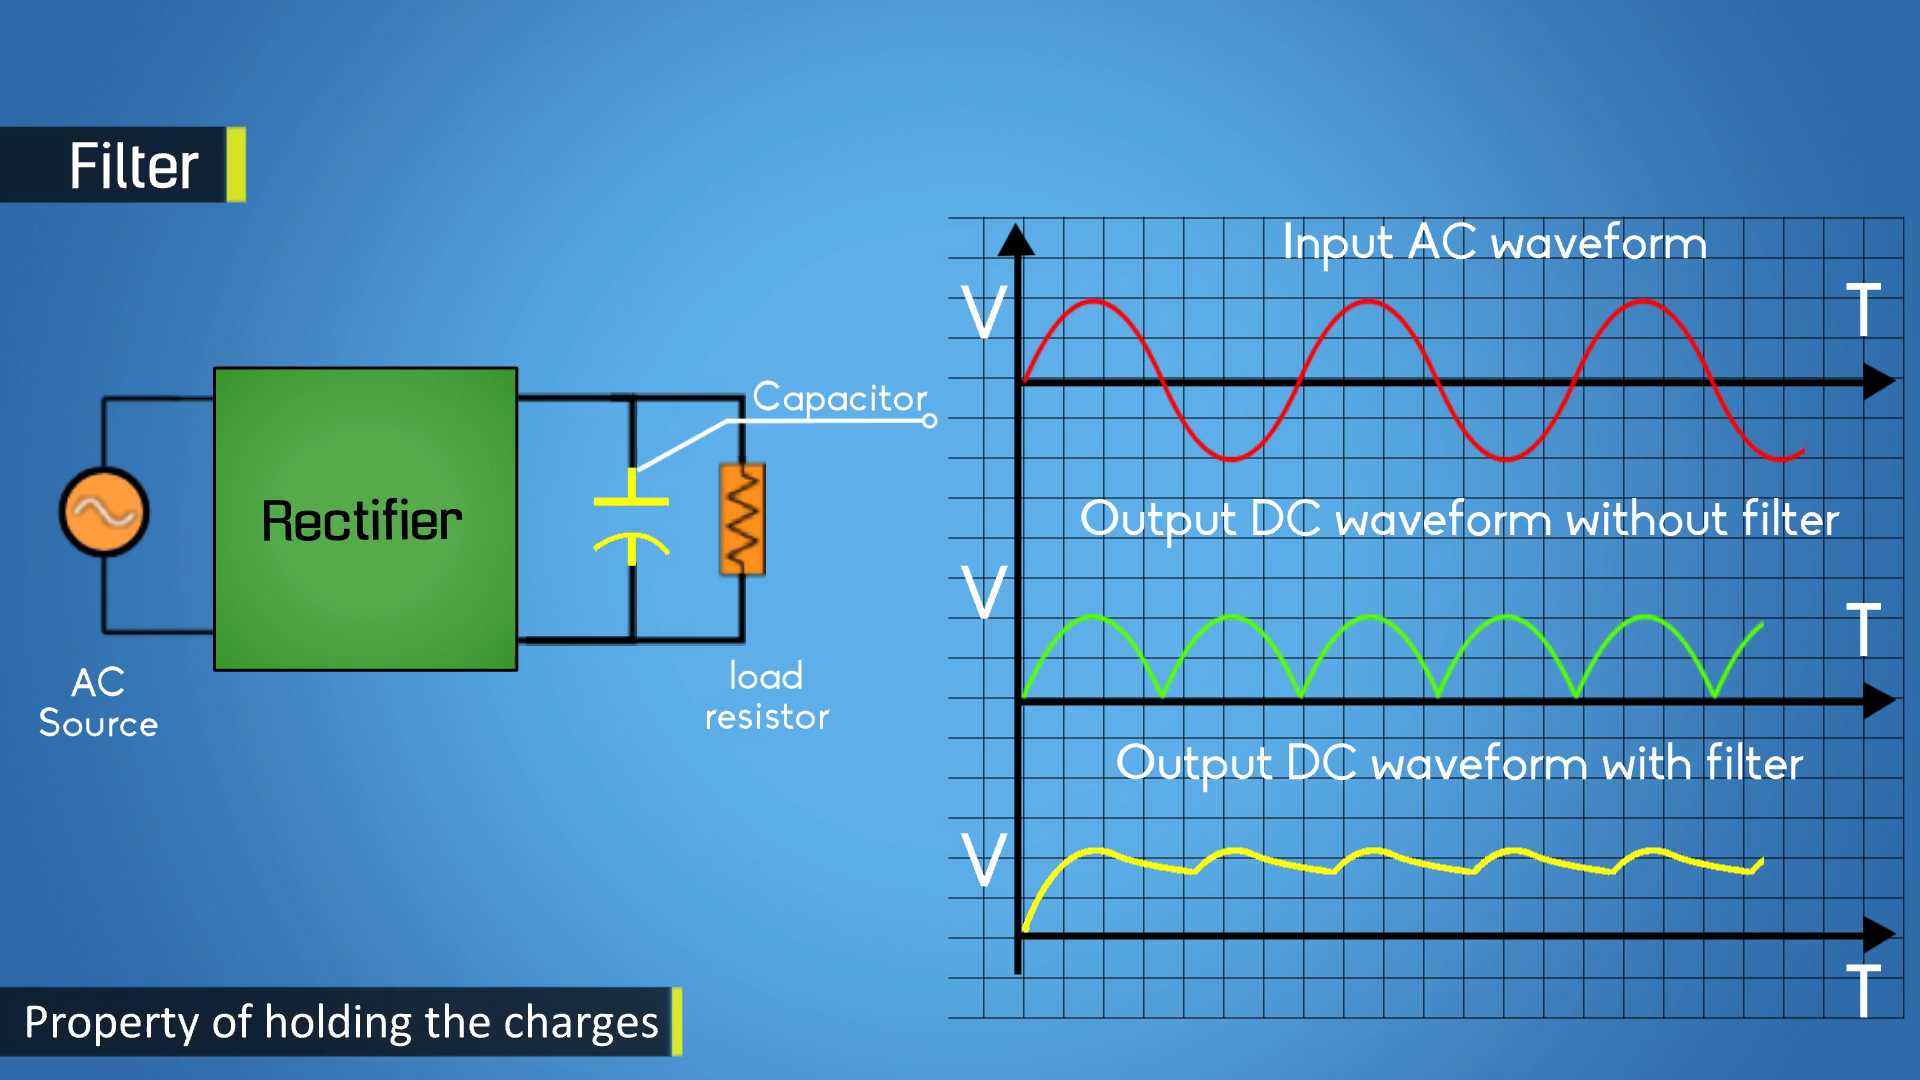 Filter
Input AC waveform
V
T
Capacitor
Rectifier
Output DC waveform without filter
V
T
AC
Source
load
resistor
Output DC waveform with filter
V
T
Property of holding the charges